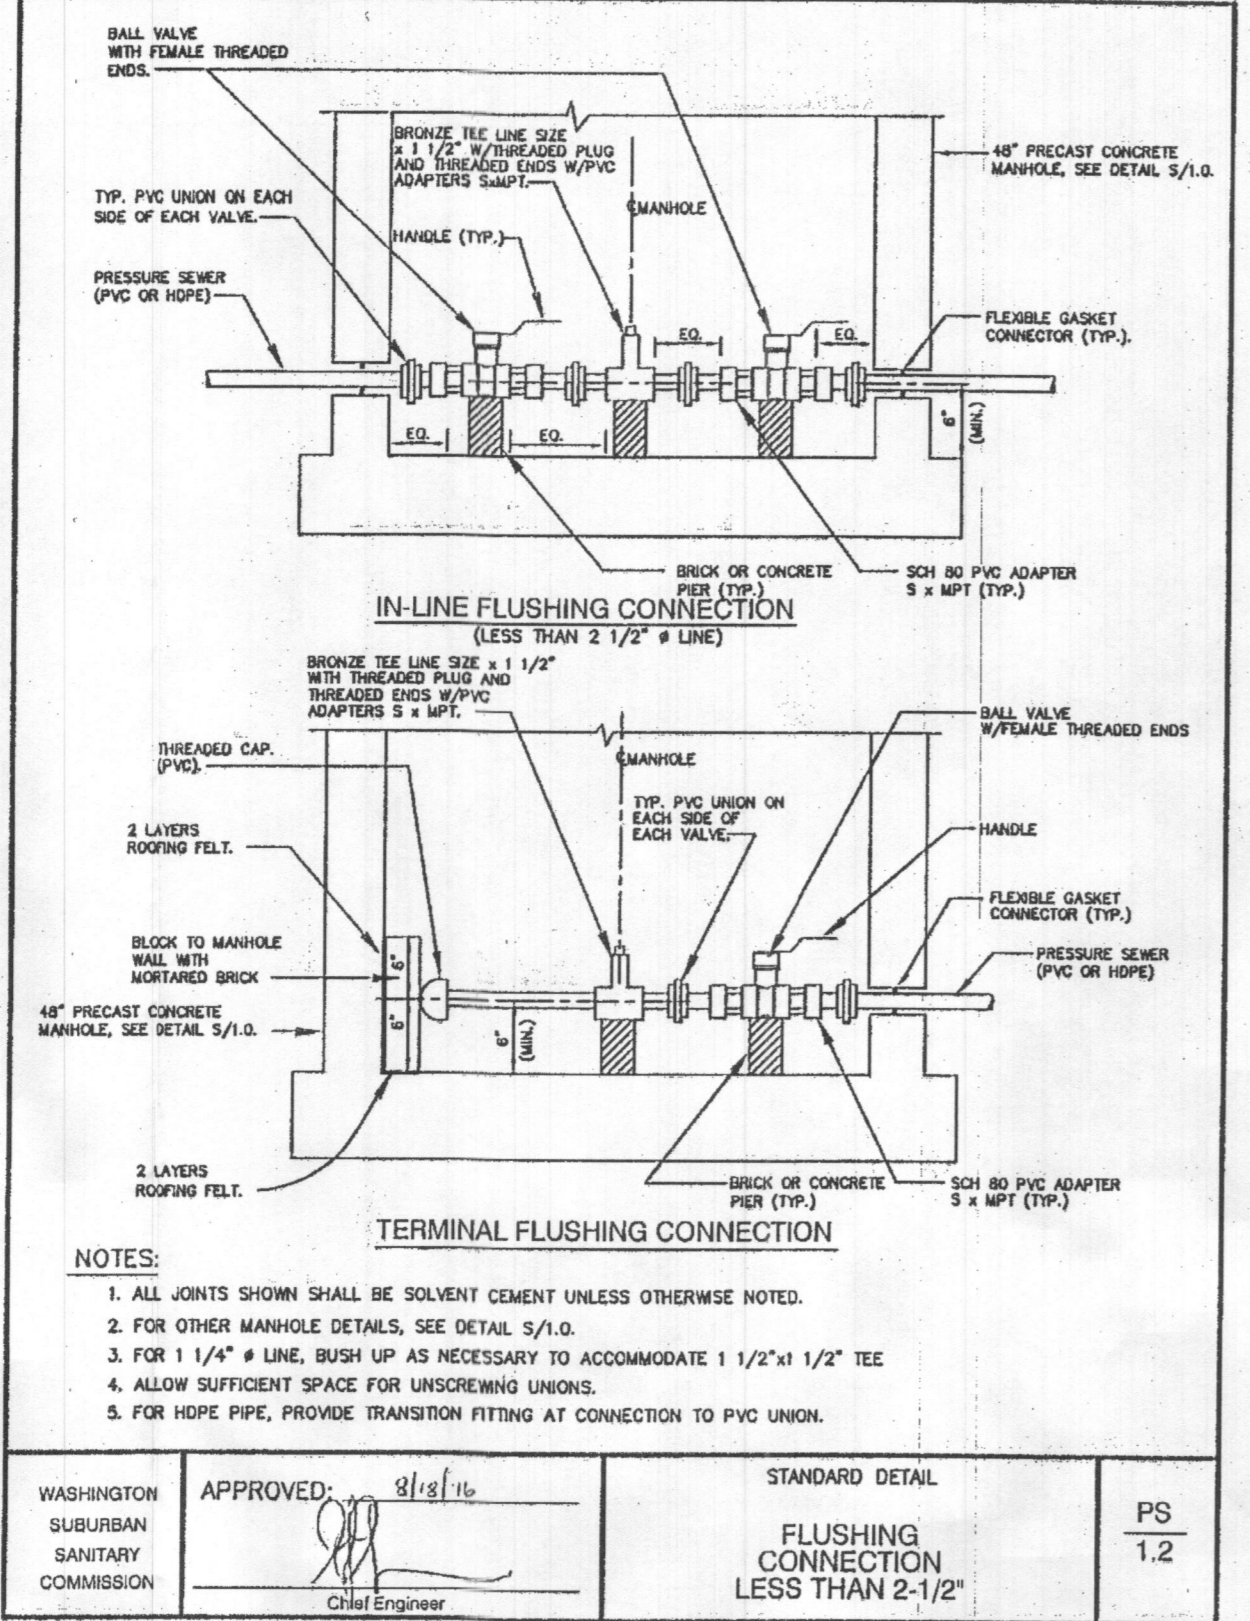 BALL VALVE
WITH FEMALE THREADED
ENDS.
BRONZE TEE LINE SIZE
x 1 1/2" W/THREADED PLUG
AND THREADED ENDS W/PVC
ADAPTERS SxMPT.
48" PRECAST CONCRETE
MANHOLE, SEE DETAIL S/1.0.
TYP. PVC UNION ON EACH
SIDE OF EACH VALVE.
℄MANHOLE
HANDLE (TYP.)
PRESSURE SEWER
(PVC OR HDPE)
FLEXIBLE GASKET
CONNECTOR (TYP.).
EQ.
EQ.
EQ.
EQ.
6"
(MIN.)
BRICK OR CONCRETE
PIER (TYP.)
SCH 80 PVC ADAPTER
S x MPT (TYP.)
IN-LINE FLUSHING CONNECTION
(LESS THAN 2 1/2" ø LINE)
BRONZE TEE LINE SIZE x 1 1/2"
WITH THREADED PLUG AND
THREADED ENDS W/PVC
ADAPTERS S x MPT.
BALL VALVE
W/FEMALE THREADED ENDS
THREADED CAP.
(PVC).
℄MANHOLE
TYP. PVC UNION ON
EACH SIDE OF
EACH VALVE.
2 LAYERS
ROOFING FELT.
HANDLE
FLEXIBLE GASKET
CONNECTOR (TYP.)
BLOCK TO MANHOLE
WALL WITH
MORTARED BRICK
6"
6"
PRESSURE SEWER
(PVC OR HDPE)
48" PRECAST CONCRETE
MANHOLE, SEE DETAIL S/1.0.
6"
(MIN.)
2 LAYERS
ROOFING FELT.
BRICK OR CONCRETE
PIER (TYP.)
SCH 80 PVC ADAPTER
S x MPT (TYP.)
TERMINAL FLUSHING CONNECTION
NOTES:
1. ALL JOINTS SHOWN SHALL BE SOLVENT CEMENT UNLESS OTHERWISE NOTED.
2. FOR OTHER MANHOLE DETAILS, SEE DETAIL S/1.0.
3. FOR 1 1/4" ø LINE, BUSH UP AS NECESSARY TO ACCOMMODATE 1 1/2"x1 1/2" TEE
4. ALLOW SUFFICIENT SPACE FOR UNSCREWING UNIONS.
5. FOR HDPE PIPE, PROVIDE TRANSITION FITTING AT CONNECTION TO PVC UNION.
WASHINGTON
SUBURBAN
SANITARY
COMMISSION
APPROVED: 8/18/16
Chief Engineer
STANDARD DETAIL
FLUSHING
CONNECTION
LESS THAN 2-1/2"
PS
1.2